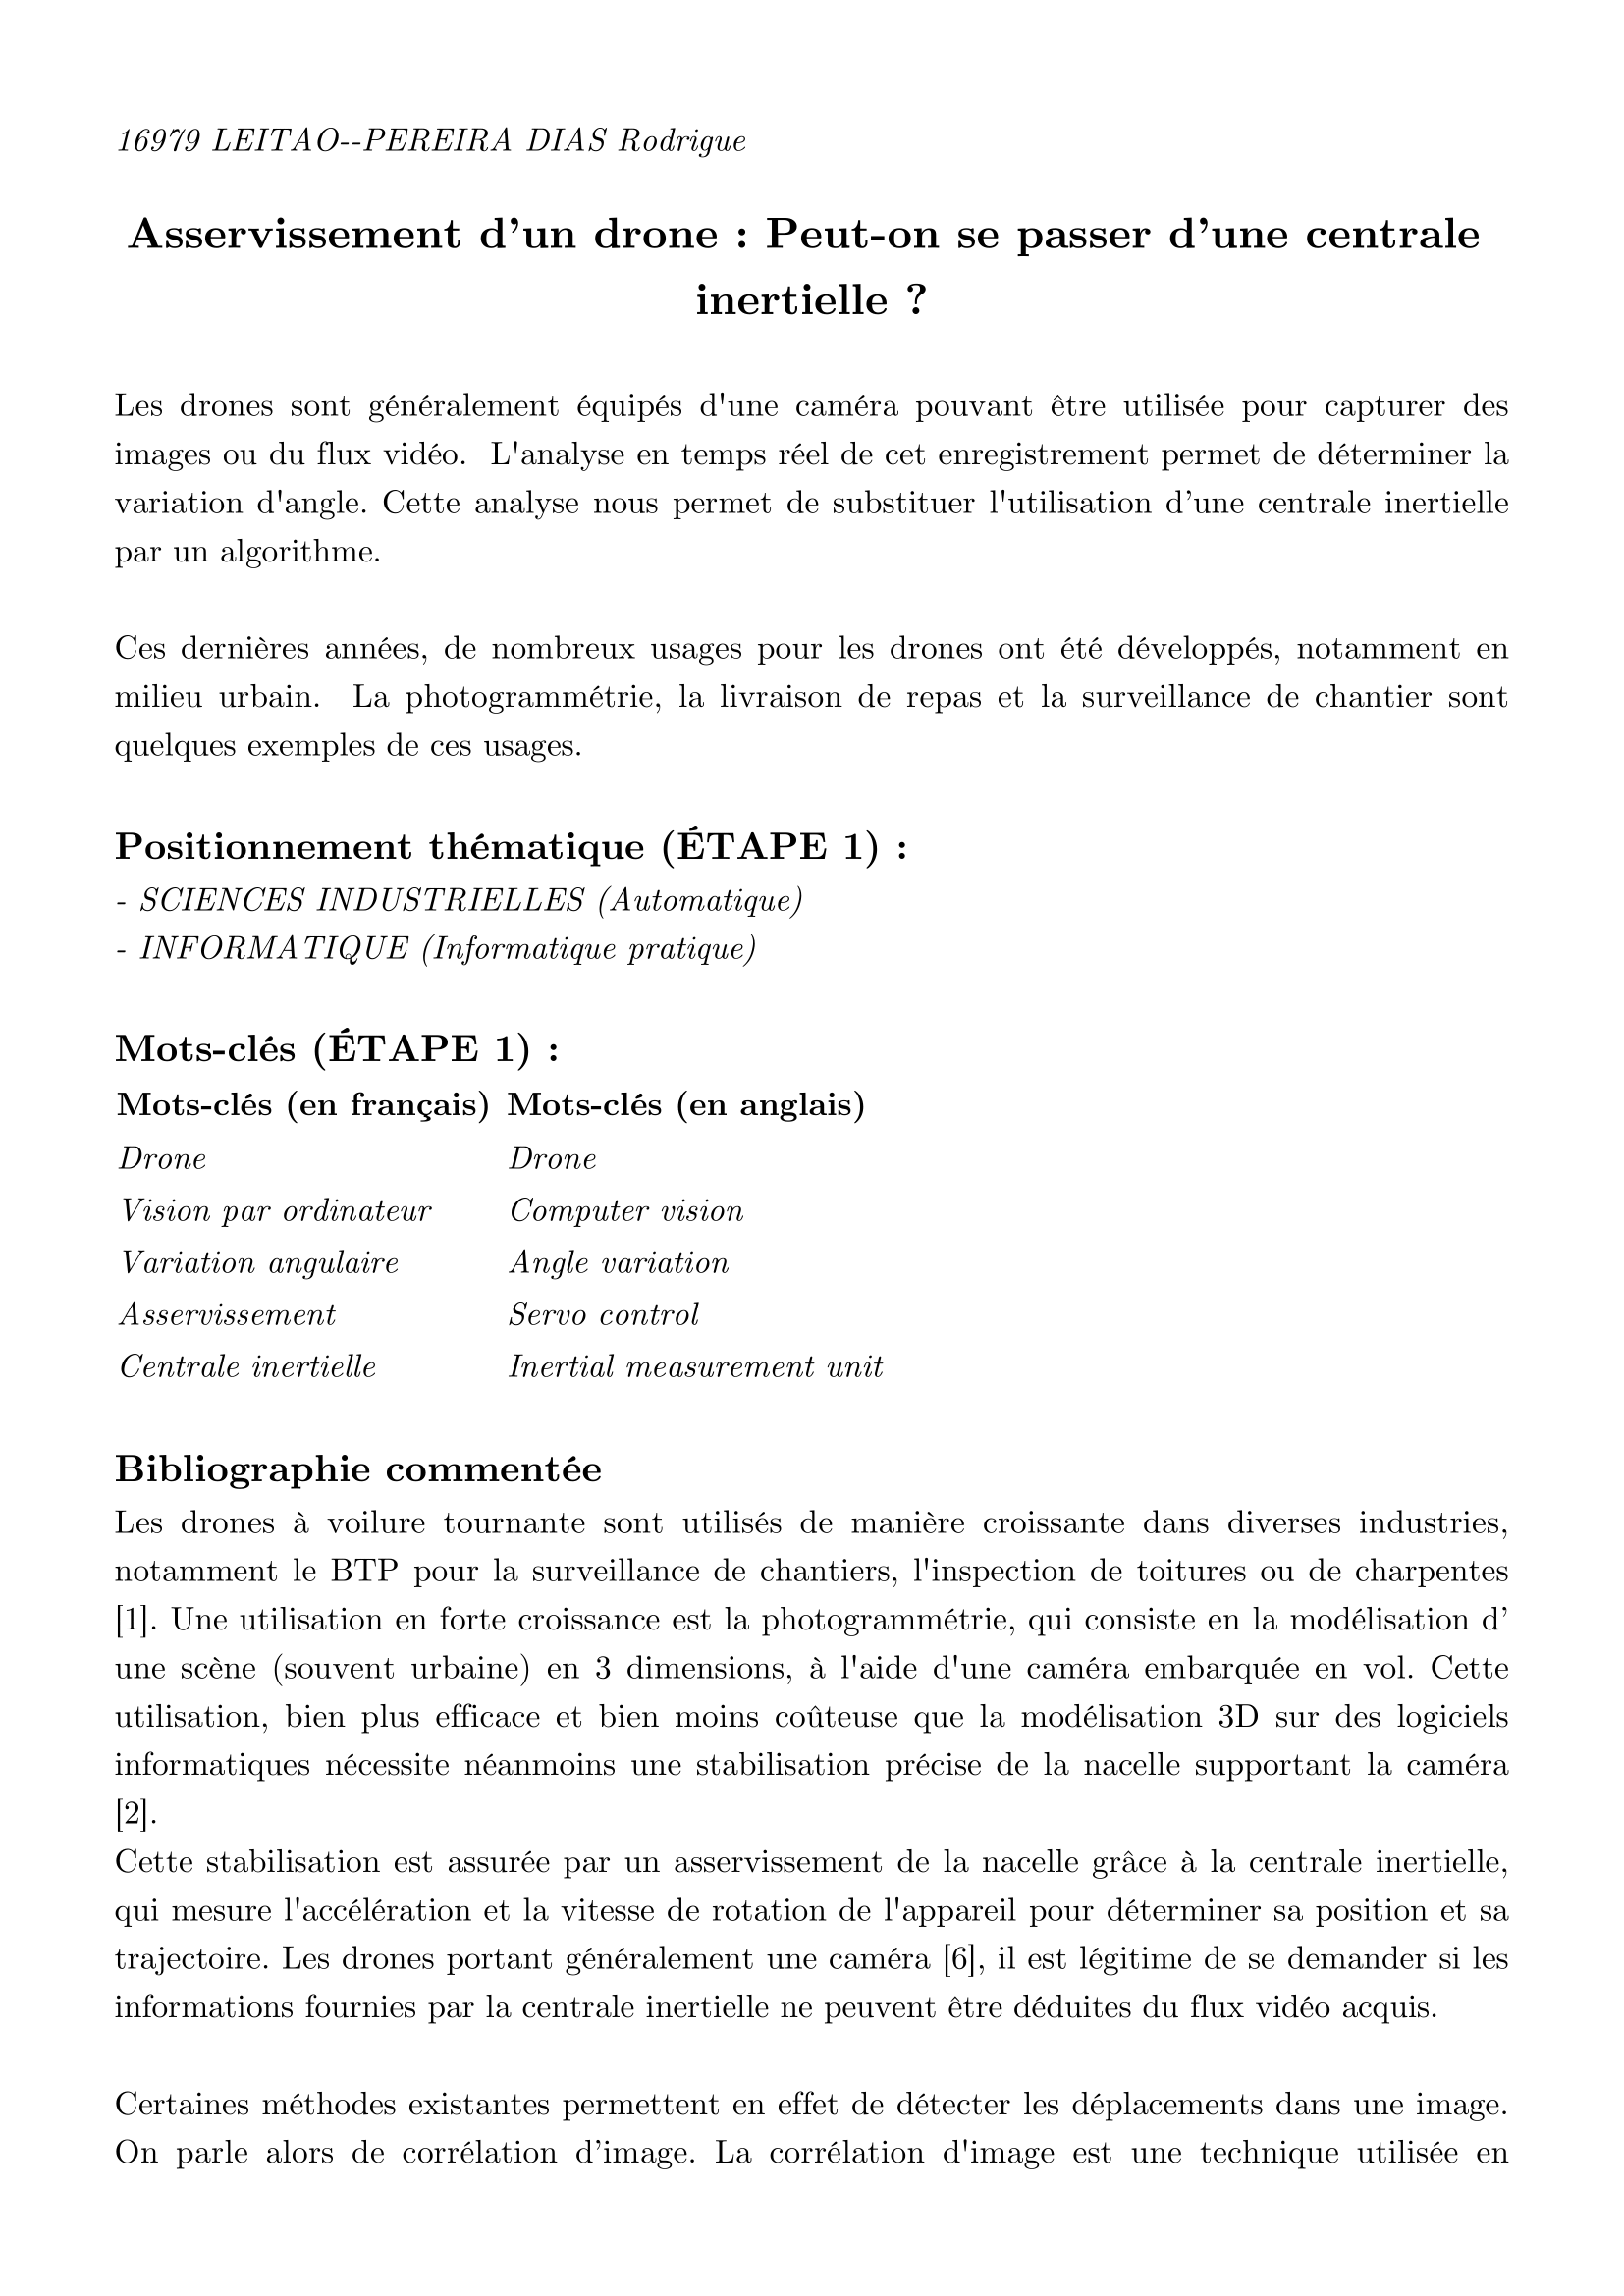 16979 LEITAO--PEREIRA DIAS Rodrigue
Asservissement d’un drone : Peut-on se passer d’une centrale
inertielle ?
Les drones sont généralement équipés d'une caméra pouvant être utilisée pour capturer des
images ou du flux vidéo. L'analyse en temps réel de cet enregistrement permet de déterminer la
variation d'angle. Cette analyse nous permet de substituer l'utilisation d’une centrale inertielle
par un algorithme.
Ces dernières années, de nombreux usages pour les drones ont été développés, notamment en
milieu urbain. La photogrammétrie, la livraison de repas et la surveillance de chantier sont
quelques exemples de ces usages.
Positionnement thématique (ÉTAPE 1) :
- SCIENCES INDUSTRIELLES (Automatique)
- INFORMATIQUE (Informatique pratique)
Mots-clés (ÉTAPE 1) :
Mots-clés (en français) Mots-clés (en anglais)
Drone Drone
Vision par ordinateur Computer vision
Variation angulaire Angle variation
Asservissement Servo control
Centrale inertielle Inertial measurement unit
Bibliographie commentée
Les drones à voilure tournante sont utilisés de manière croissante dans diverses industries,
notamment le BTP pour la surveillance de chantiers, l'inspection de toitures ou de charpentes
[1]. Une utilisation en forte croissance est la photogrammétrie, qui consiste en la modélisation d’
une scène (souvent urbaine) en 3 dimensions, à l'aide d'une caméra embarquée en vol. Cette
utilisation, bien plus efficace et bien moins coûteuse que la modélisation 3D sur des logiciels
informatiques nécessite néanmoins une stabilisation précise de la nacelle supportant la caméra
[2].
Cette stabilisation est assurée par un asservissement de la nacelle grâce à la centrale inertielle,
qui mesure l'accélération et la vitesse de rotation de l'appareil pour déterminer sa position et sa
trajectoire. Les drones portant généralement une caméra [6], il est légitime de se demander si les
informations fournies par la centrale inertielle ne peuvent être déduites du flux vidéo acquis.
Certaines méthodes existantes permettent en effet de détecter les déplacements dans une image.
On parle alors de corrélation d’image. La corrélation d'image est une technique utilisée en